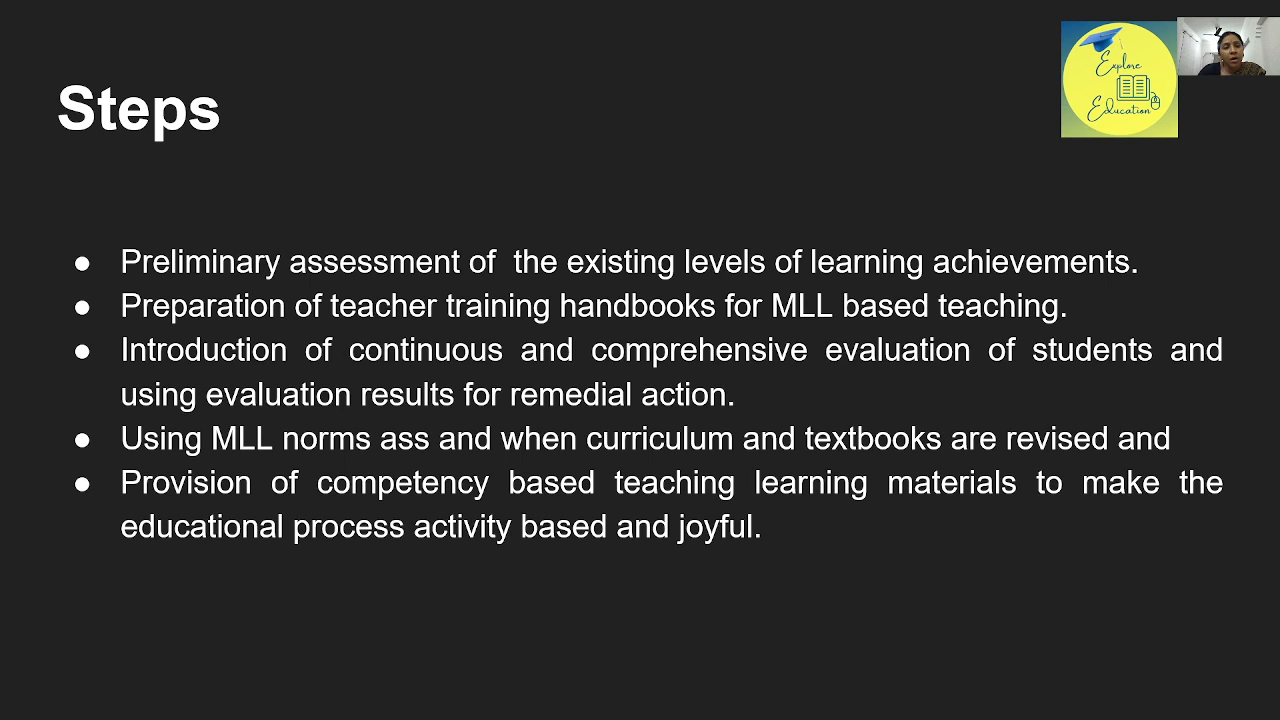 Explore
Education
Steps
● Preliminary assessment of  the existing levels of learning achievements.
● Preparation of teacher training handbooks for MLL based teaching.
● Introduction of continuous and comprehensive evaluation of students and
using evaluation results for remedial action.
● Using MLL norms ass and when curriculum and textbooks are revised and
● Provision of competency based teaching learning materials to make the
educational process activity based and joyful.